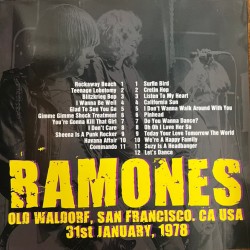 Rockaway Beach 1
Teenage Lobotomy 2
Blitzkrieg Bop 3
I Wanna Be Well 4
Glad To See You Go 5
Gimme Gimme Shock Treatment 6
You're Gonna Kill That Girl 7
I Don't Care 8
Sheena Is A Punk Rocker 9
Havana Affair 10
Commando 11
1 Surfin Bird
2 Cretin Hop
3 Listen To My Heart
4 California Sun
5 I Don't Wanna Walk Around With You
6 Pinhead
7 Do You Wanna Dance?
8 Oh Oh I Love Her So
9 Today Your Love Tomorrow The World
10 We're A Happy Family
11 Suzy Is A Headbanger
12 Let's Dance
RAMONES
OLD WALDORF, SAN FRANCISCO. CA USA
31st JANUARY, 1978